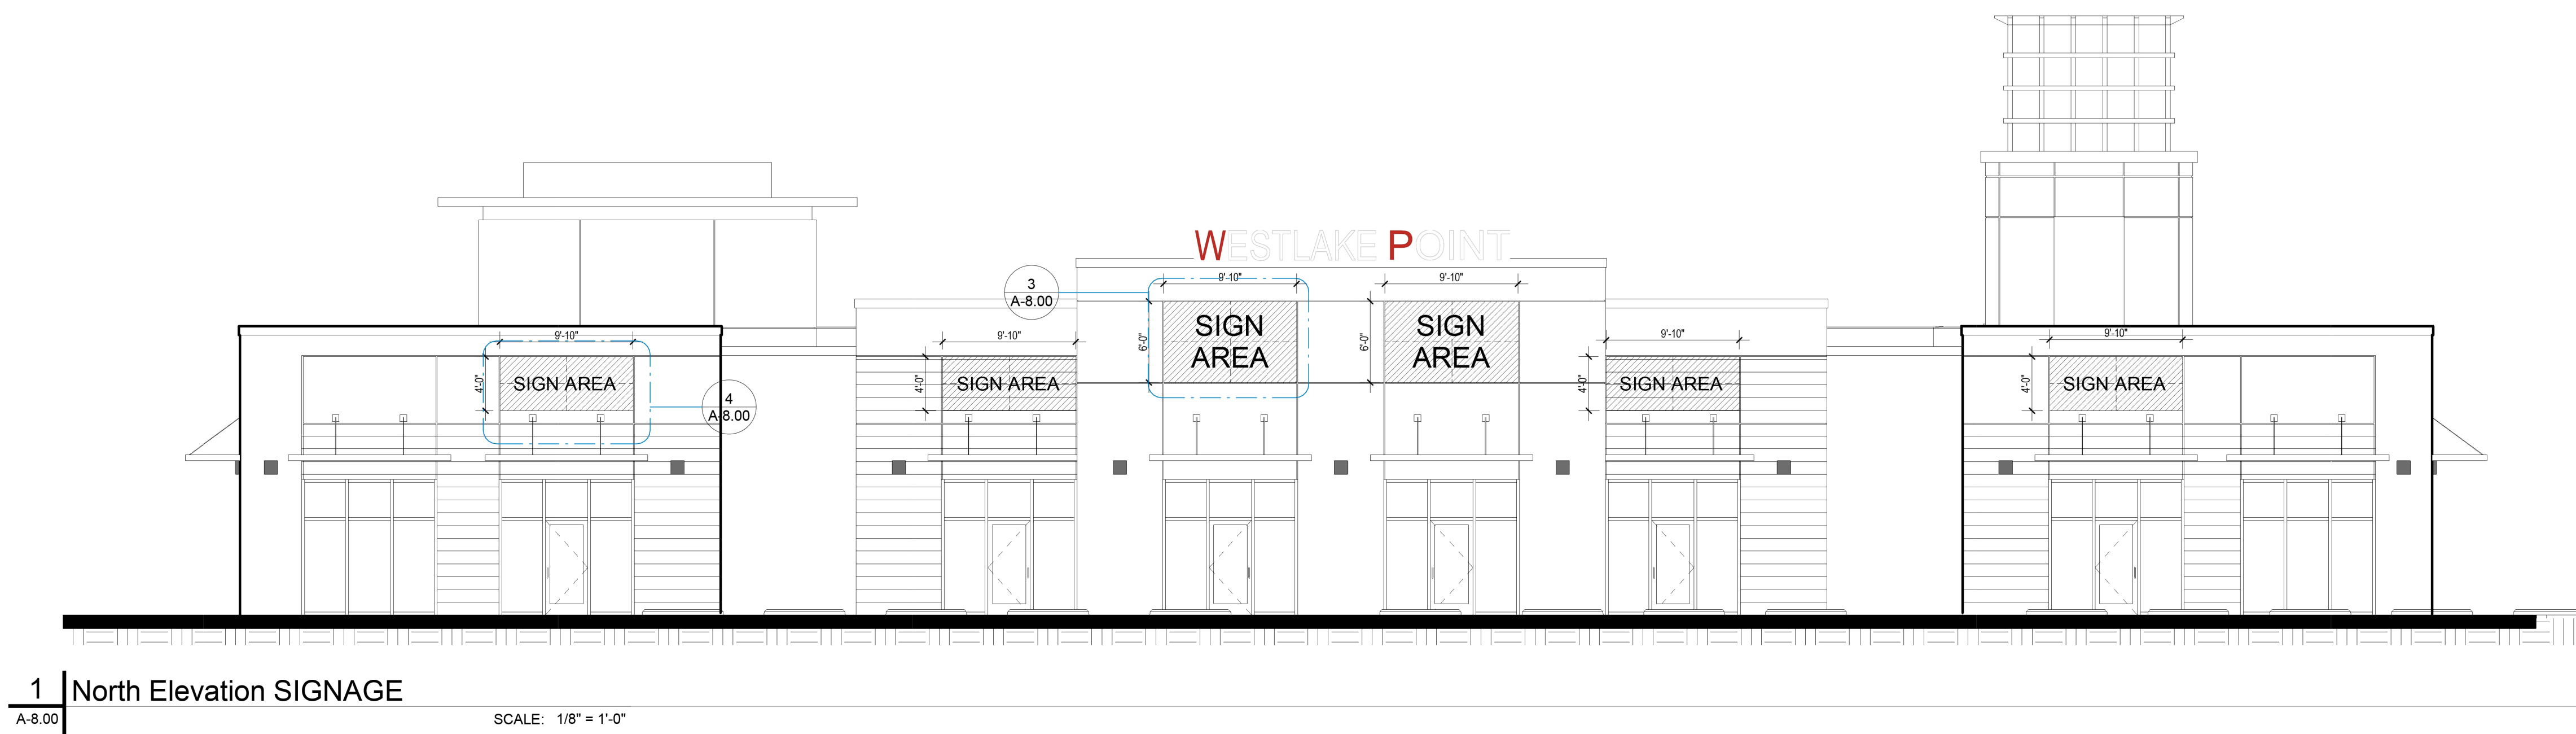 WESTLAKE POINT
3
A-8.00
9'-10"
9'-10"
6'-0"
SIGN
AREA
6'-0"
SIGN
AREA
9'-10"
4'-0"
SIGN AREA
4
A-8.00
9'-10"
4'-0"
SIGN AREA
9'-10"
4'-0"
SIGN AREA
9'-10"
4'-0"
SIGN AREA
1
A-8.00
North Elevation SIGNAGE
SCALE: 1/8" = 1'-0"